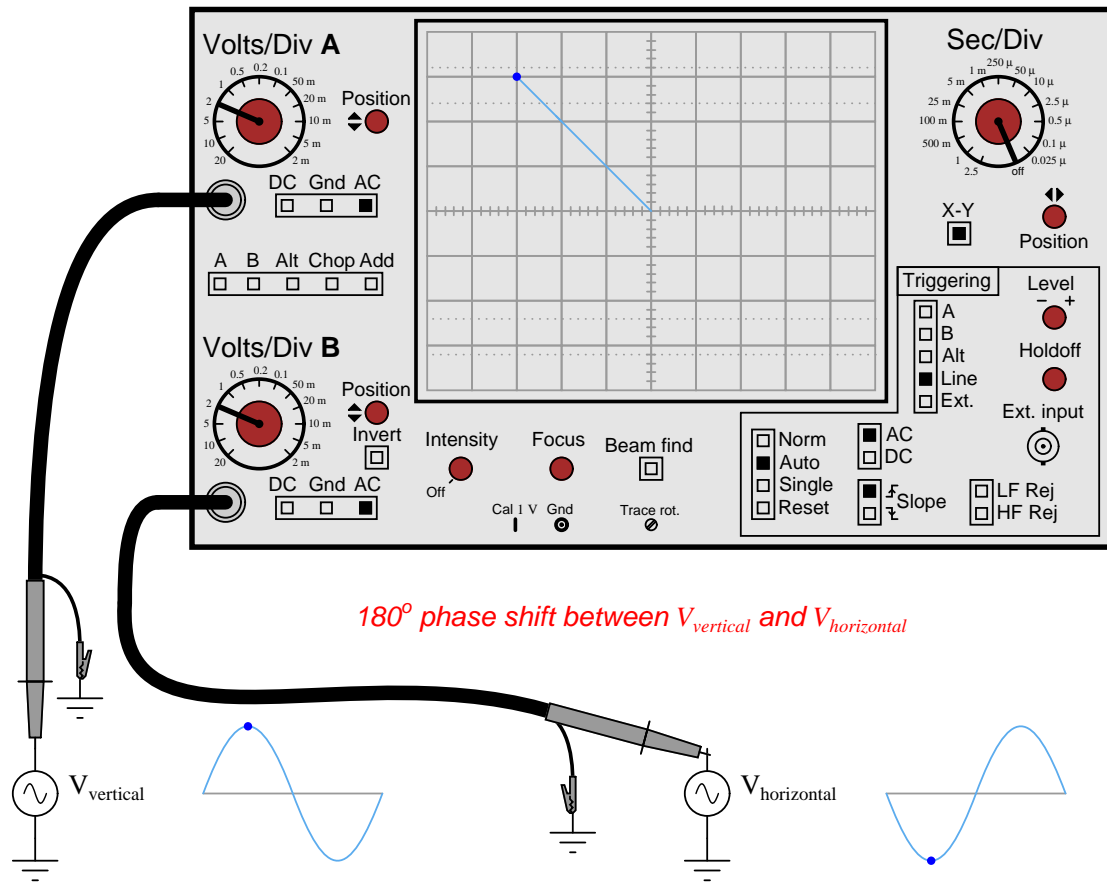 Volts/Div A
0.5 0.2 0.1
1 50 m
2 20 m
5 10 m
10 5 m
20 2 m
Position
DC Gnd AC
A B Alt Chop Add
Volts/Div B
0.5 0.2 0.1
1 50 m
2 20 m
5 10 m
10 5 m
20 2 m
Position
Invert
DC Gnd AC
Intensity
Off
Focus
Beam find
Cal 1 V Gnd
Trace rot.
Sec/Div
250 µ
1 m 50 µ
5 m 10 µ
25 m 2.5 µ
100 m 0.5 µ
500 m 0.1 µ
1 0.025 µ
2.5 off
X-Y
Position
Triggering
A
B
Alt
Line
Ext.
Level
− +
Holdoff
Ext. input
Norm
Auto
Single
Reset
AC
DC
Slope
LF Rej
HF Rej
180° phase shift between Vvertical and Vhorizontal
Vvertical
Vhorizontal